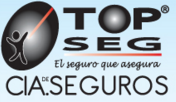 TOP®
SEG
El seguro que asegura
CIA.DE SEGUROS